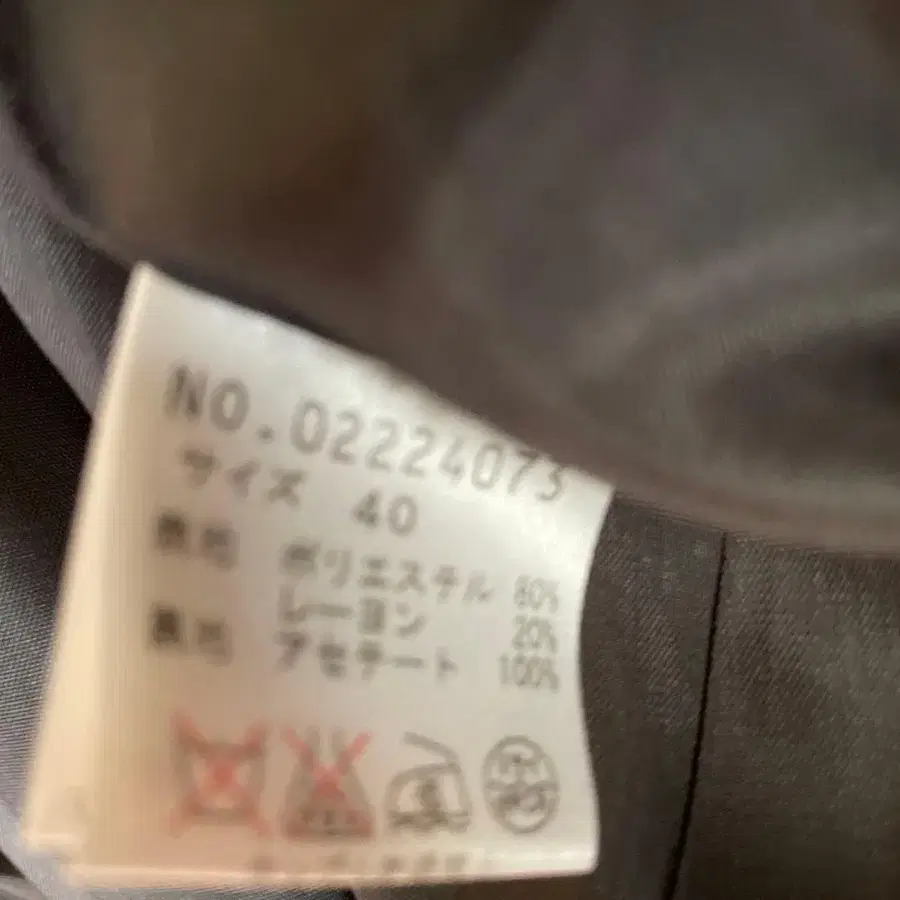 NO.02224073
サイズ 40
表地 ポリエステル 80%
レーヨン 20%
裏地 アセテート 100%